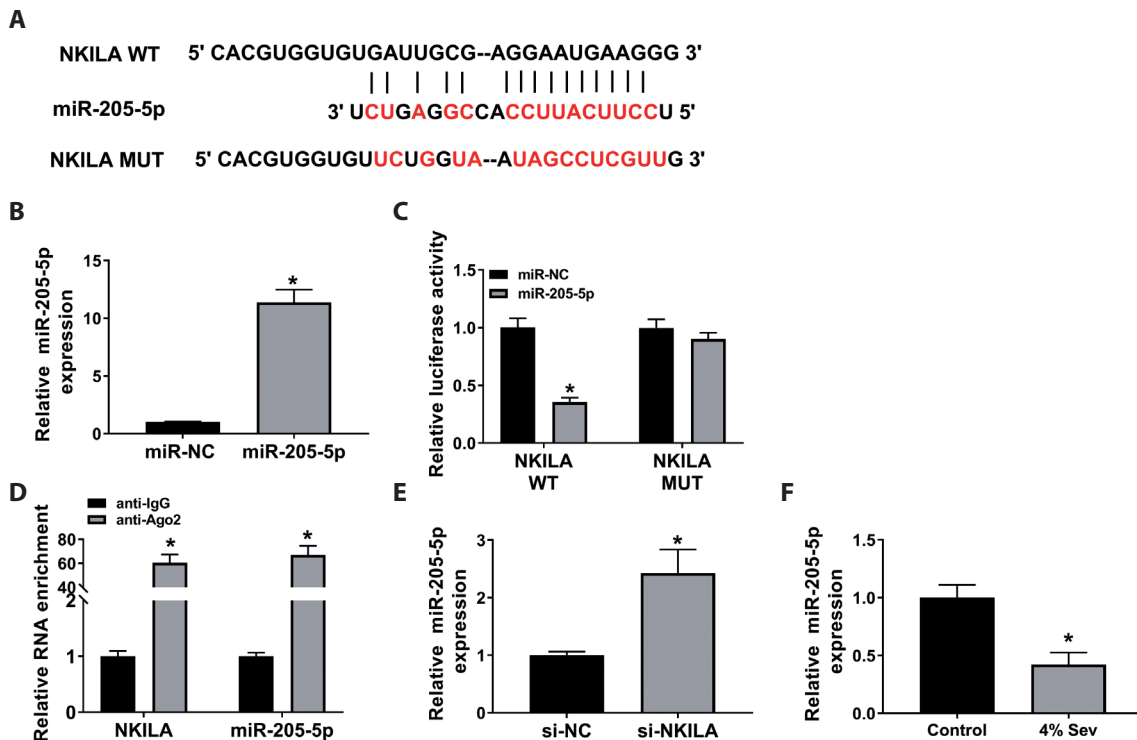 A
NKILA WT 5' CACGUGGUGUGAUUGCG--AGGAAUGAAGGG 3'
miR-205-5p 3' UCUGAGGCCACCUUACUUCCU 5'
NKILA MUT 5' CACGUGGUGUUCUGGUA--AUAGCCUCGUUG 3'
B
Relative miR-205-5p
expression
15
10
5
0
miR-NC miR-205-5p
*
C
Relative luciferase activity
miR-NC
miR-205-5p
1.5
1.0
0.5
0.0
*
NKILA NKILA
WT MUT
D
Relative RNA enrichment
anti-IgG
anti-Ago2
80
60
40
2
1
0
* *
NKILA miR-205-5p
E
Relative miR-205-5p
expression
3
2
1
0
*
si-NC si-NKILA
F
Relative miR-205-5p
expression
1.5
1.0
0.5
0.0
*
Control 4% Sev